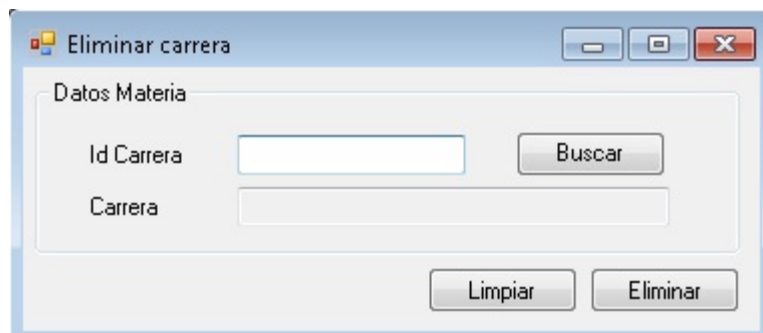 Eliminar carrera
Datos Materia
Id Carrera Buscar
Carrera
Limpiar Eliminar